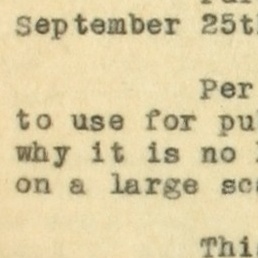 September 25t
Per
to use for pu
why it is no
on a large sc
Thi